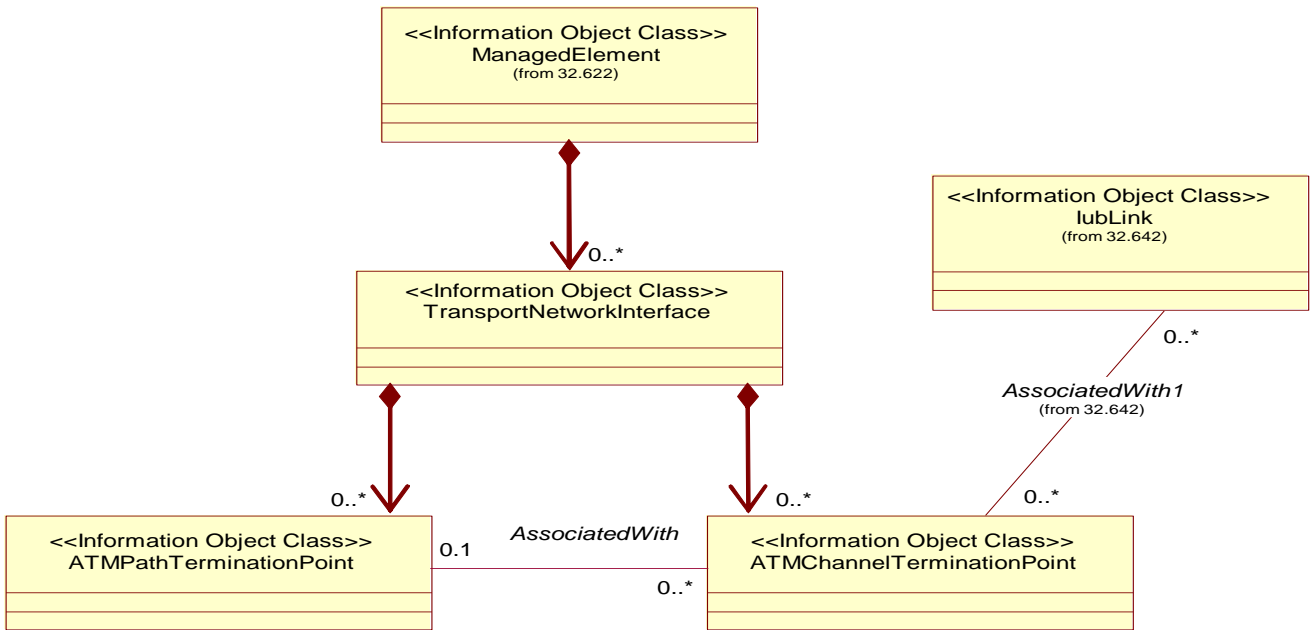 <<Information Object Class>>
ManagedElement
(from 32.622)
<<Information Object Class>>
IubLink
(from 32.642)
0..*
<<Information Object Class>>
TransportNetworkInterface
0..*
AssociatedWith1
(from 32.642)
0..*
0..*
0..*
<<Information Object Class>>
ATMPathTerminationPoint
0.1
AssociatedWith
0..*
<<Information Object Class>>
ATMChannelTerminationPoint